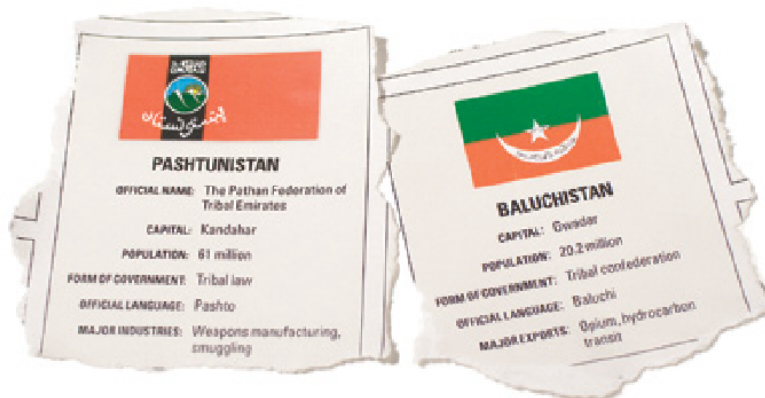 پښتونستان
PASHTUNISTAN
OFFICIAL NAME: The Pathan Federation of
Tribal Emirates
CAPITAL: Kandahar
POPULATION: 61 million
FORM OF GOVERNMENT: Tribal law
OFFICIAL LANGUAGE: Pashto
MAJOR INDUSTRIES: Weapons manufacturing,
smuggling
BALUCHISTAN
CAPITAL: Gwadar
POPULATION: 20.2 million
FORM OF GOVERNMENT: Tribal confederation
OFFICIAL LANGUAGE: Baluchi
MAJOR EXPORTS: Opium, hydrocarbon
transit